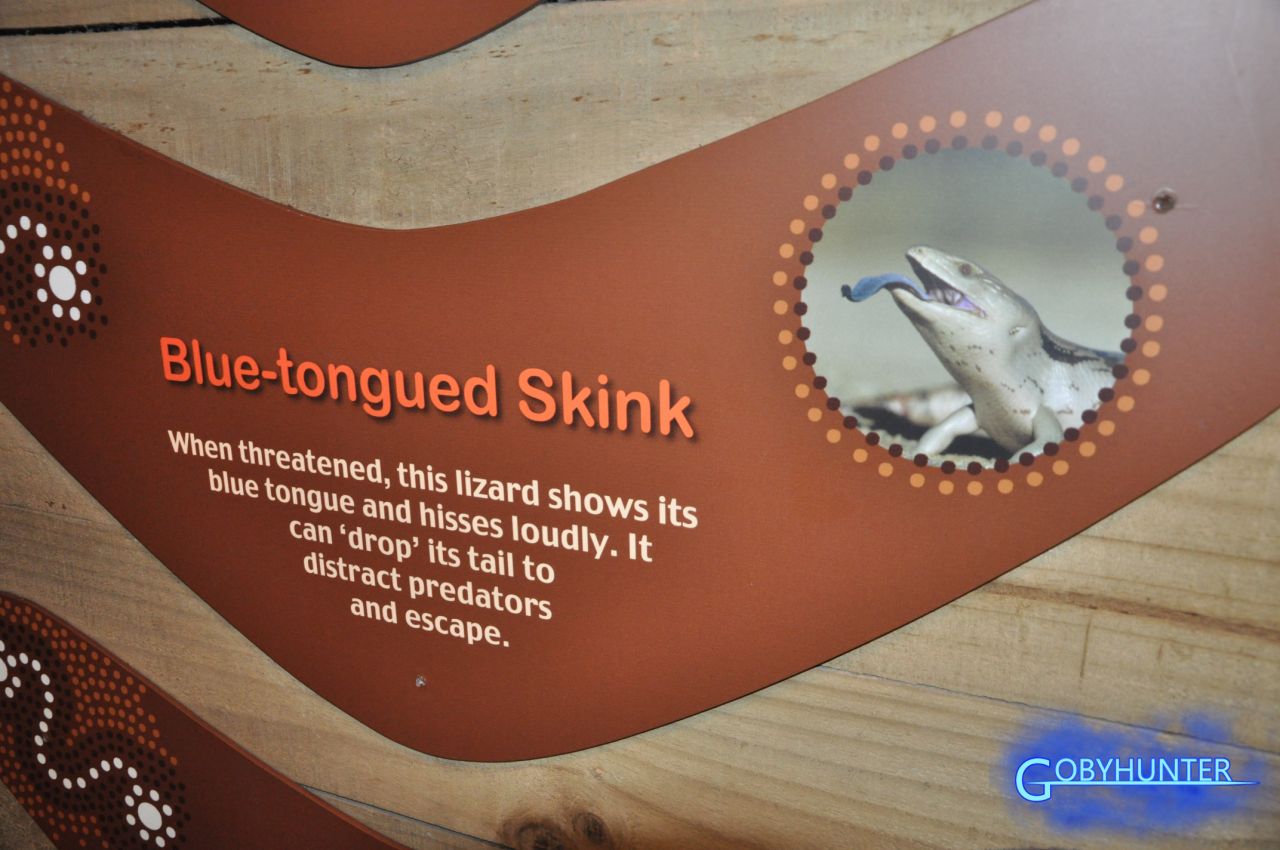 Blue-tongued Skink
When threatened, this lizard shows its
blue tongue and hisses loudly. It
can ‘drop’ its tail to
distract predators
and escape.
GOBYHUNTER